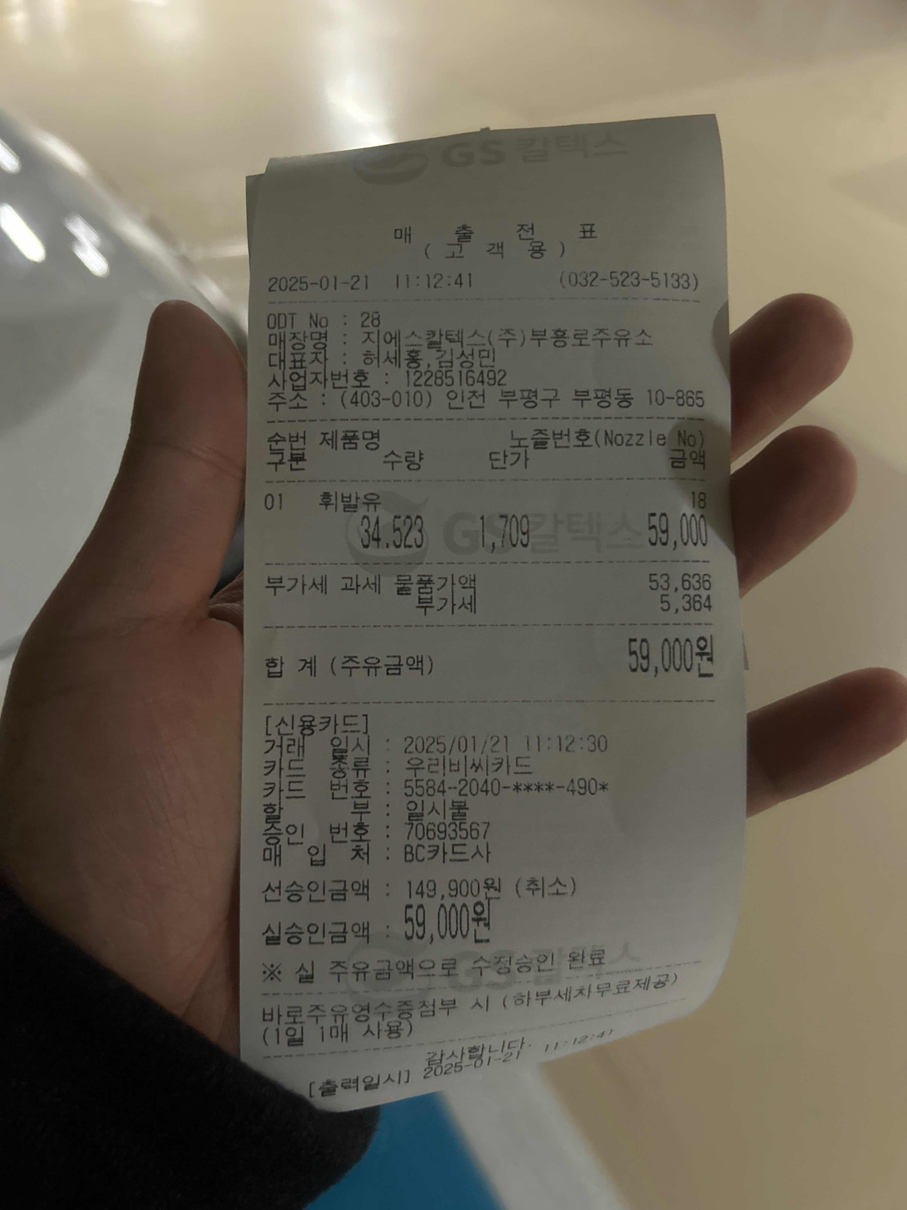 GS 칼텍스
매 출 전 표
( 고 객 용 )
2025-01-21 11:12:41 (032-523-5133)
ODT No : 28
매장명 : 지에스칼텍스(주)부흥로주유소
대표자 : 허세홍,김성민
사업자번호 : 1228516492
주소 : (403-010) 인천 부평구 부평동 10-865
순번 제품명 노즐번호(Nozzle No)
구분 수량 단가 금액
01 휘발유 18
34.523 1,709 59,000
GS 칼텍스
부가세 과세 물품가액 53,636
부가세 5,364
합 계 (주유금액) 59,000원
[신용카드]
거래 일시 : 2025/01/21 11:12:30
카드 종류 : 우리비씨카드
카드 번호 : 5584-2040-****-490*
할 부 : 일시불
승인 번호 : 70693567
매 입 처 : BC카드사
선승인금액 : 149,900원 (취소)
실승인금액 : 59,000원
GS 칼텍스
※ 실 주유금액으로 수정승인 완료
바로주유영수증첨부 시 (하부세차무료제공)
(1일 1매 사용)
감사합니다.
[출력일시] 2025-01-21 11:12:41